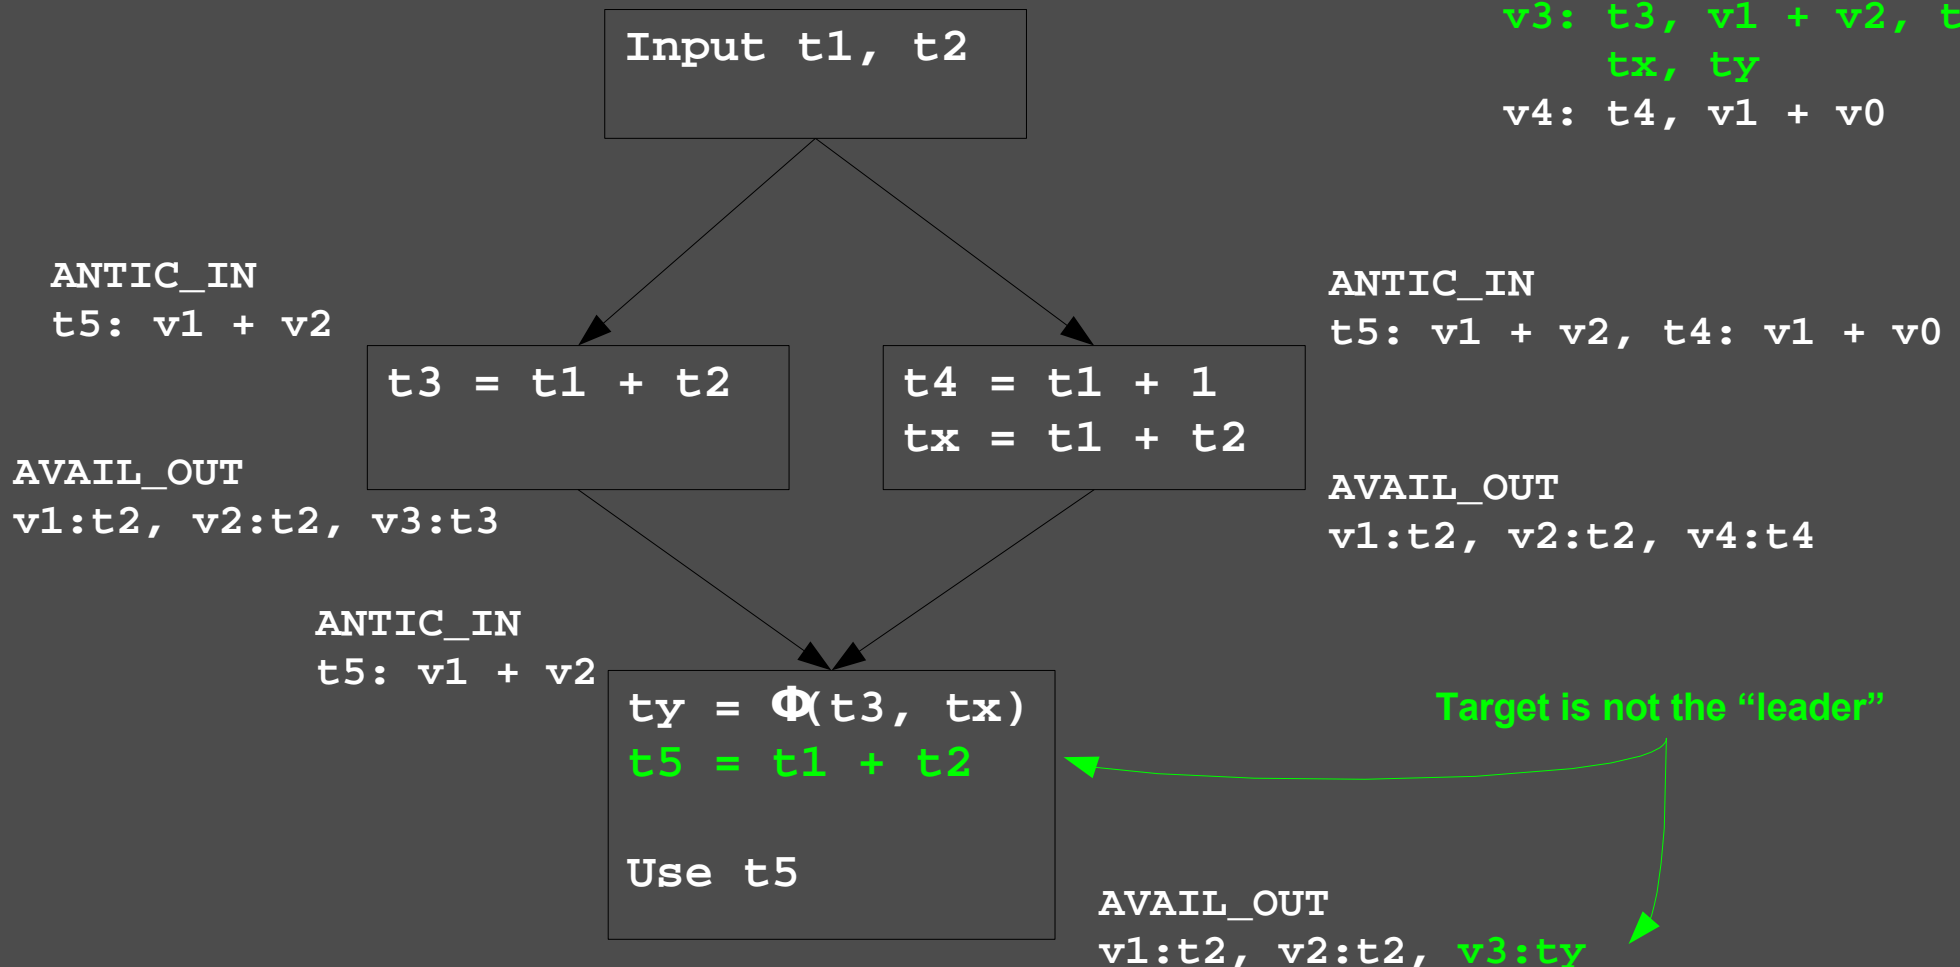 Input t1, t2
v3: t3, v1 + v2,
tx, ty
v4: t4, v1 + v0
ANTIC_IN
t5: v1 + v2
ANTIC_IN
t5: v1 + v2, t4: v1 + v0
t3 = t1 + t2
t4 = t1 + 1
tx = t1 + t2
AVAIL_OUT
v1:t2, v2:t2, v3:t3
AVAIL_OUT
v1:t2, v2:t2, v4:t4
ANTIC_IN
t5: v1 + v2
ty = Φ(t3, tx)
t5 = t1 + t2
Use t5
Target is not the “leader”
AVAIL_OUT
v1:t2, v2:t2, v3:ty